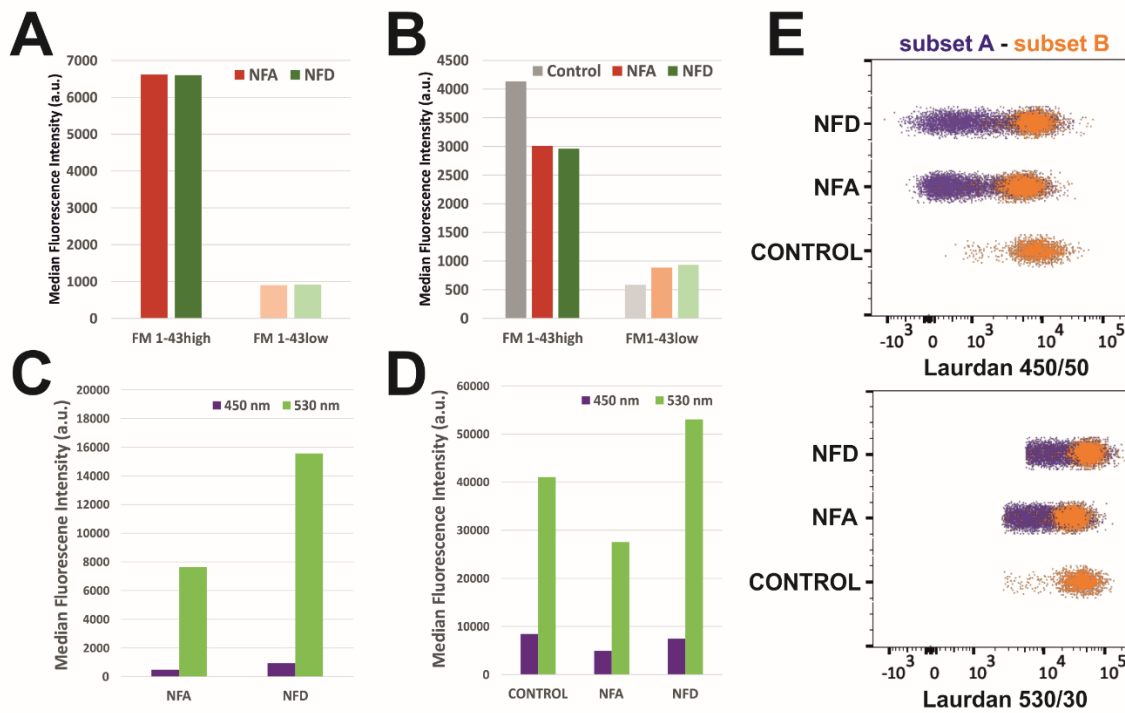 A
Median Fluorescence Intensity (a.u.)
7000
6000
5000
4000
3000
2000
1000
0
NFA NFD
FM 1-43high FM 1-43low
B
Median Fluorescence Intensity (a.u.)
4500
4000
3500
3000
2500
2000
1500
1000
500
0
Control NFA NFD
FM 1-43high FM1-43low
C
Median Fluorescene Intensity (a.u.)
20000
18000
16000
14000
12000
10000
8000
6000
4000
2000
0
450 nm 530 nm
NFA NFD
D
Median Fluorescence Intensity (a.u.)
60000
50000
40000
30000
20000
10000
0
450 nm 530 nm
CONTROL NFA NFD
E
subset A - subset B
NFD
NFA
CONTROL
-10³ 0 10³ 10⁴ 10⁵
Laurdan 450/50
NFD
NFA
CONTROL
-10³ 0 10³ 10⁴ 10⁵
Laurdan 530/30